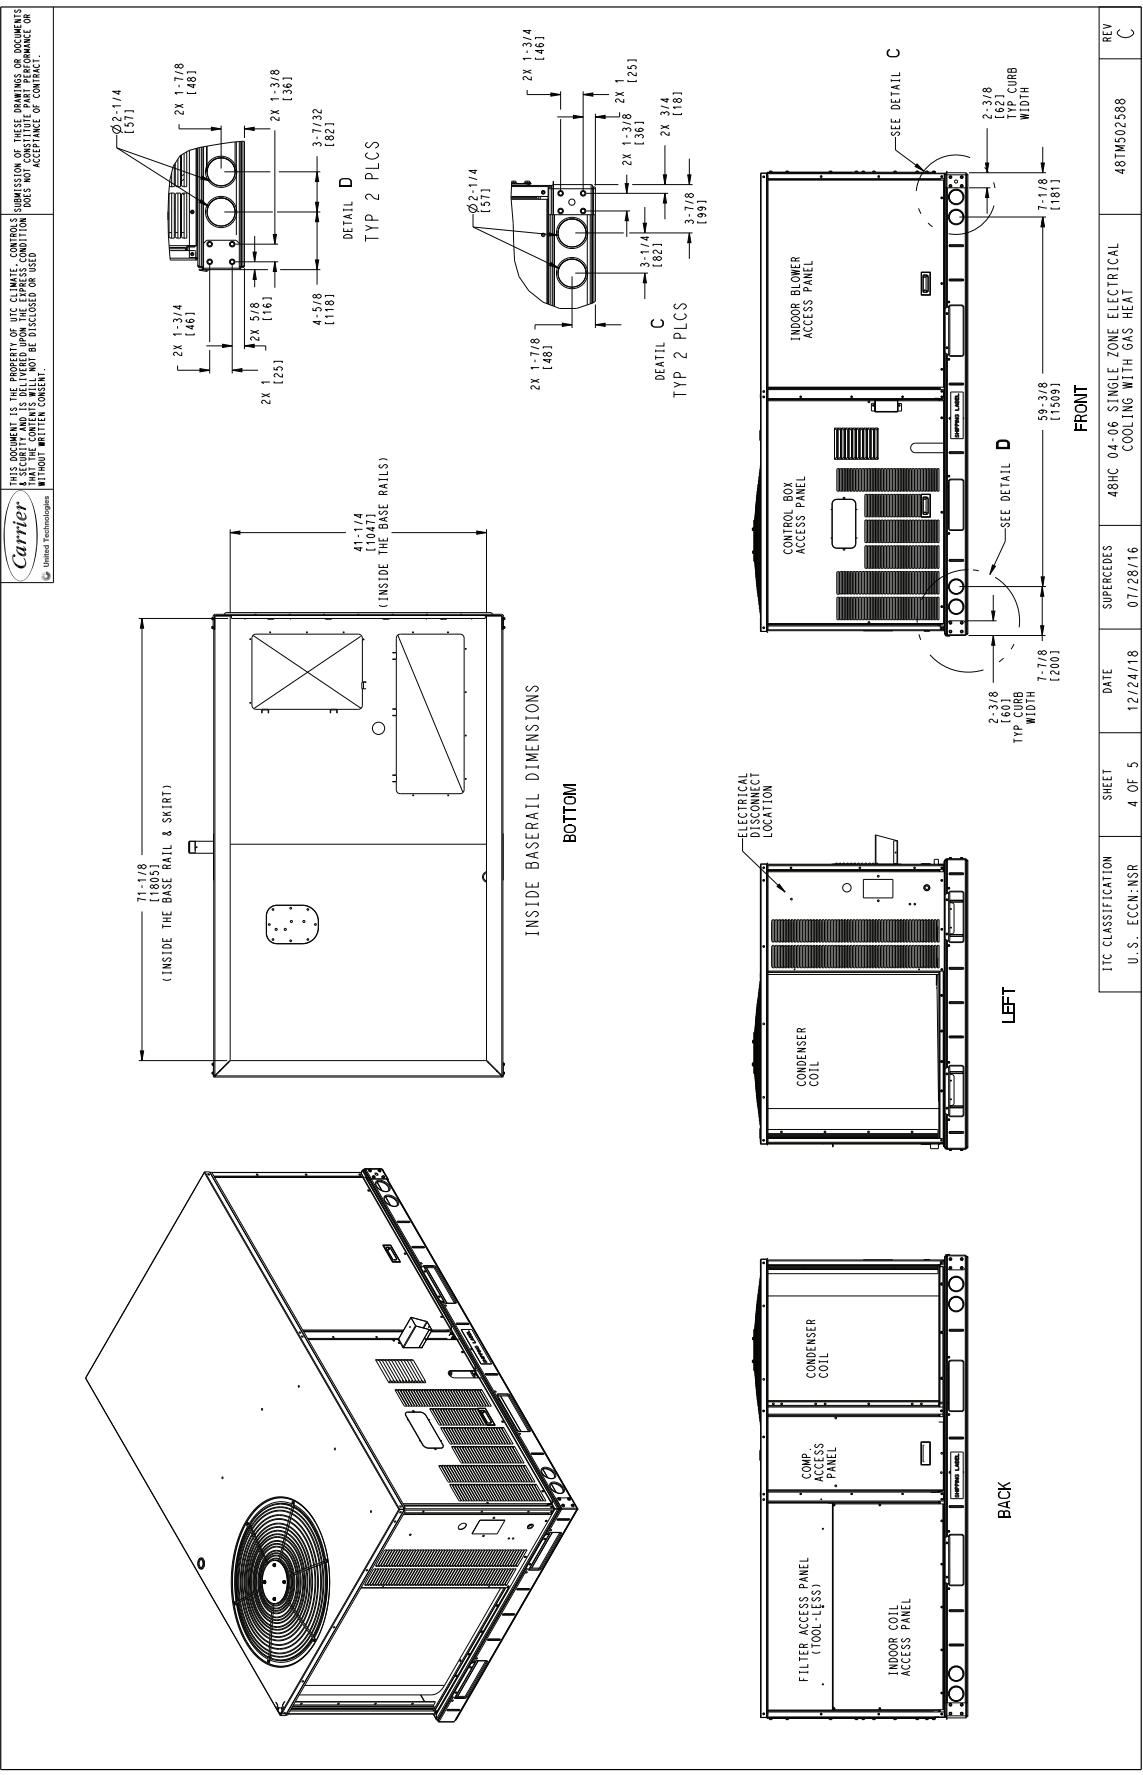 Carrier
United Technologies
THIS DOCUMENT IS THE PROPERTY OF UTC CLIMATE, CONTROLS
& SECURITY AND IS DELIVERED UPON THE EXPRESS CONDITION
THAT THE CONTENTS WILL NOT BE DISCLOSED OR USED
WITHOUT WRITTEN CONSENT.
SUBMISSION OF THESE DRAWINGS OR DOCUMENTS
DOES NOT CONSTITUTE PART PERFORMANCE OR
ACCEPTANCE OF CONTRACT.
71-1/8
[1805]
(INSIDE THE BASE RAIL & SKIRT)
41-1/4
[1047]
(INSIDE THE BASE RAILS)
INSIDE BASERAIL DIMENSIONS
BOTTOM
2X 1-3/4
[46]
2X 1
[25]
2X 5/8
[16]
4-5/8
[118]
Ø2-1/4
[57]
2X 1-7/8
[48]
2X 1-3/8
[36]
3-7/32
[82]
DETAIL D
TYP 2 PLCS
2X 1-7/8
[48]
Ø2-1/4
[57]
2X 1-3/4
[46]
2X 1
[25]
2X 1-3/8
[36]
2X 3/4
[18]
3-1/4
[82]
3-7/8
[99]
DEATIL C
TYP 2 PLCS
FILTER ACCESS PANEL
(TOOL-LESS)
INDOOR COIL
ACCESS PANEL
COMP.
ACCESS
PANEL
CONDENSER
COIL
SHIPPING LABEL
BACK
CONDENSER
COIL
ELECTRICAL
DISCONNECT
LOCATION
LEFT
CONTROL BOX
ACCESS PANEL
INDOOR BLOWER
ACCESS PANEL
SHIPPING LABEL
SEE DETAIL D
SEE DETAIL C
2-3/8
[60]
TYP CURB
WIDTH
7-7/8
[200]
59-3/8
[1509]
7-1/8
[181]
2-3/8
[62]
TYP CURB
WIDTH
FRONT
ITC CLASSIFICATION
U.S. ECCN:NSR
SHEET
4 OF 5
DATE
12/24/18
SUPERCEDES
07/28/16
48HC 04-06 SINGLE ZONE ELECTRICAL
COOLING WITH GAS HEAT
48TM502588
REV
C